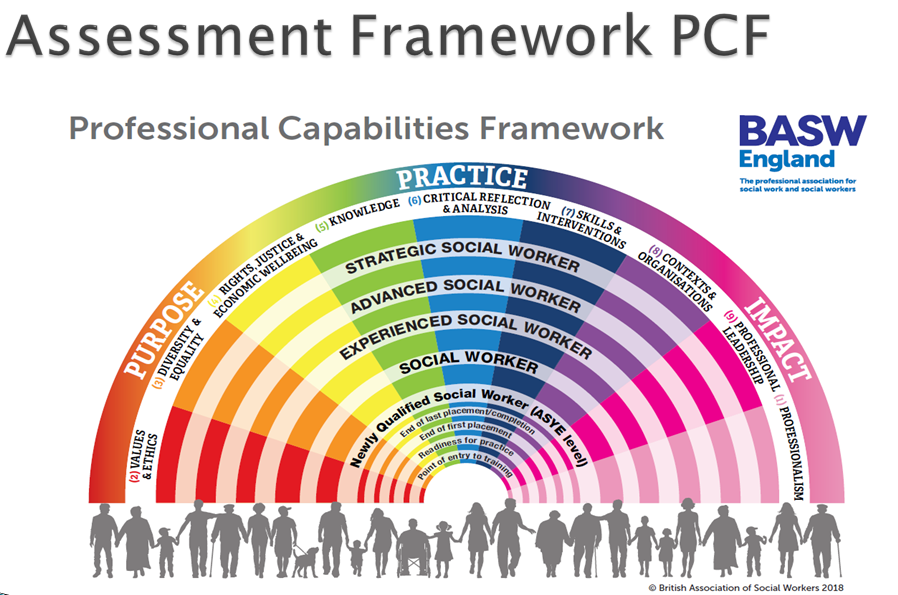 Assessment Framework PCF
Professional Capabilities Framework
BASW
England
The professional association for
social work and social workers
PURPOSE
PRACTICE
IMPACT
(2) VALUES
& ETHICS
(3) DIVERSITY &
EQUALITY
(4) RIGHTS, JUSTICE &
ECONOMIC WELLBEING
(5) KNOWLEDGE
(6) CRITICAL REFLECTION
& ANALYSIS
(7) SKILLS &
INTERVENTIONS
(8) CONTEXTS &
ORGANISATIONS
(9) PROFESSIONAL
LEADERSHIP
(1) PROFESSIONALISM
STRATEGIC SOCIAL WORKER
ADVANCED SOCIAL WORKER
EXPERIENCED SOCIAL WORKER
SOCIAL WORKER
Newly Qualified Social Worker (ASYE level)
End of last placement/completion
End of first placement
Readiness for practice
Point of entry to training
© British Association of Social Workers 2018